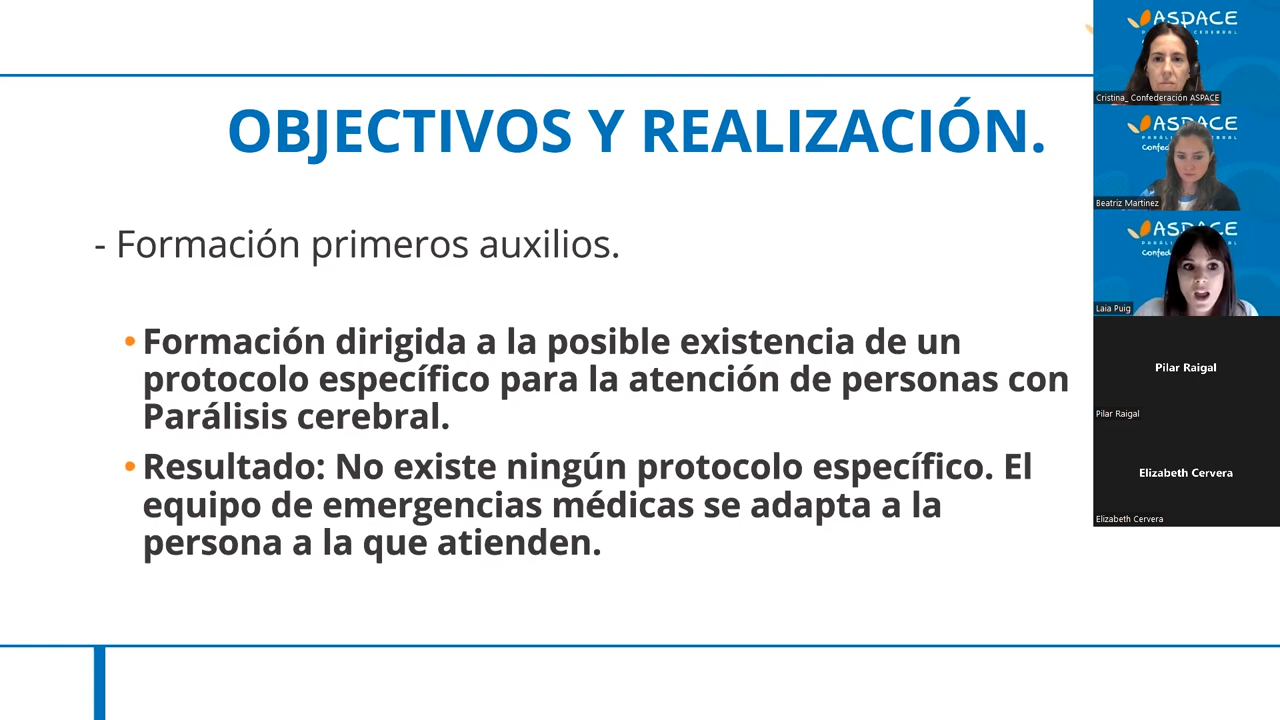 OBJECTIVOS Y REALIZACIÓN.
- Formación primeros auxilios.
• Formación dirigida a la posible existencia de un
protocolo específico para la atención de personas con
Parálisis cerebral.
• Resultado: No existe ningún protocolo específico. El
equipo de emergencias médicas se adapta a la
persona a la que atienden.
ASPACE
Cristina_ Confederación ASPACE
ASPACE
Confed
Beatriz Martinez
ASPACE
Confed
Laia Puig
Pilar Raigal
Pilar Raigal
Elizabeth Cervera
Elizabeth Cervera